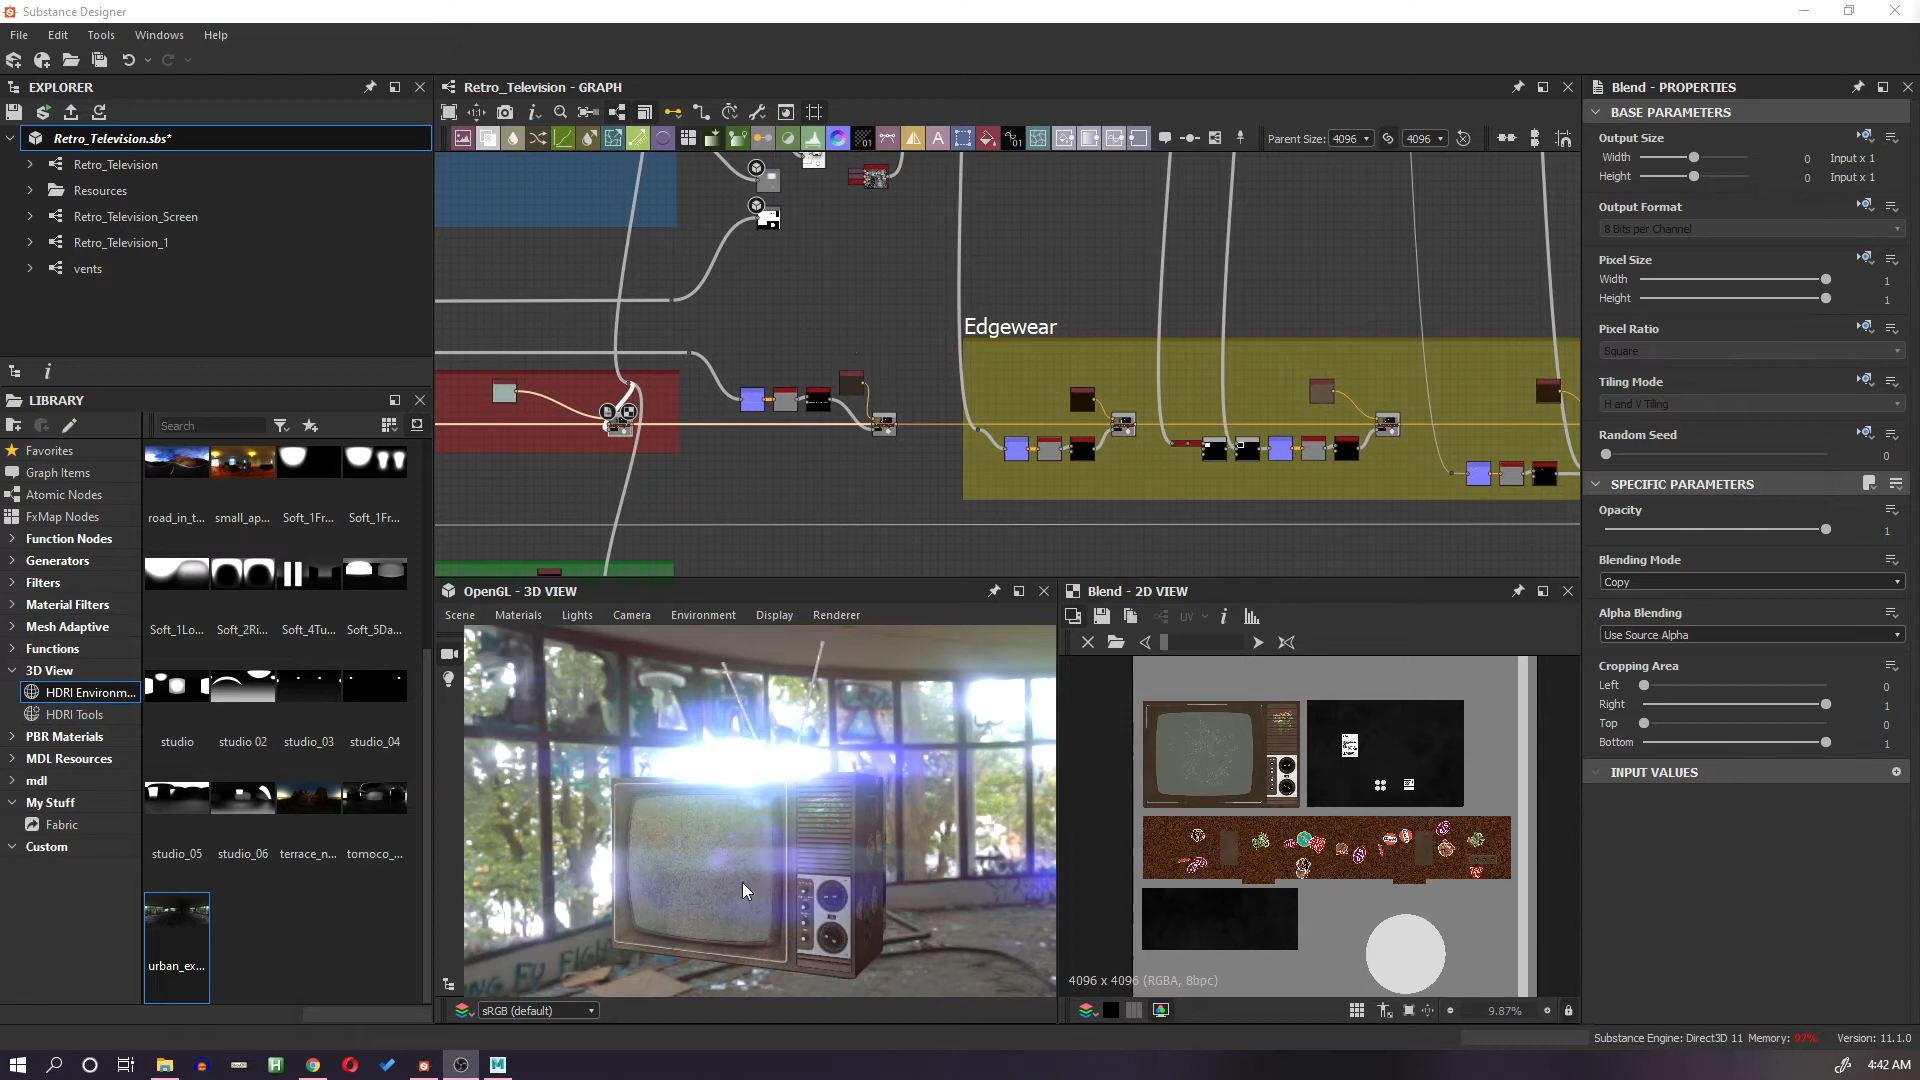 Substance Designer
File Edit Tools Windows Help
EXPLORER
Retro_Television.sbs*
Retro_Television
Resources
Retro_Television_Screen
Retro_Television_1
vents
LIBRARY
Search
Favorites
Graph Items
Atomic Nodes
FxMap Nodes
Function Nodes
Generators
Filters
Material Filters
Mesh Adaptive
Functions
3D View
HDRI Environm...
HDRI Tools
PBR Materials
MDL Resources
mdl
My Stuff
Fabric
Custom
road_in_t... small_ap... Soft_1Fr... Soft_1Fr...
Soft_1Lo... Soft_2Ri... Soft_4Tu... Soft_5Da...
studio studio 02 studio_03 studio_04
studio_05 studio_06 terrace_n... tomoco_...
urban_ex...
Retro_Television - GRAPH
Parent Size: 4096 4096
Edgewear
OpenGL - 3D VIEW
Scene Materials Lights Camera Environment Display Renderer
sRGB (default)
Blend - 2D VIEW
UV
4096 x 4096 (RGBA, 8bpc)
9.87%
Blend - PROPERTIES
BASE PARAMETERS
Output Size
Width 0 Input x 1
Height 0 Input x 1
Output Format
8 Bits per Channel
Pixel Size
Width 1
Height 1
Pixel Ratio
Square
Tiling Mode
H and V Tiling
Random Seed
0
SPECIFIC PARAMETERS
Opacity
1
Blending Mode
Copy
Alpha Blending
Use Source Alpha
Cropping Area
Left 0
Right 1
Top 0
Bottom 1
INPUT VALUES
Substance Engine: Direct3D 11 Memory: 97% Version: 11.1.0
4:42 AM